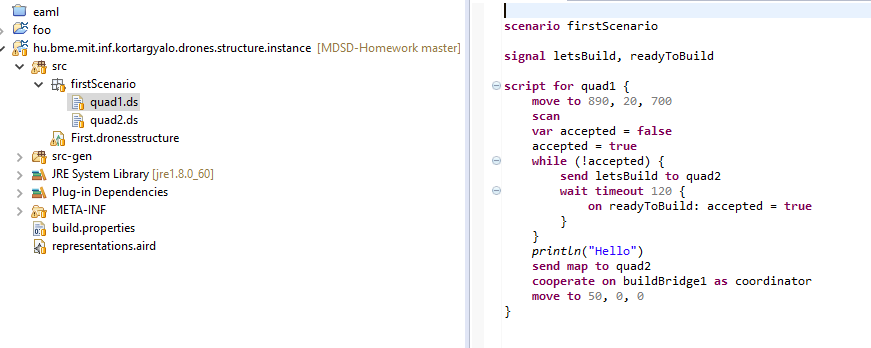 eaml
foo
hu.bme.mit.inf.kortargyalo.drones.structure.instance [MDSD-Homework master]
src
firstScenario
quad1.ds
quad2.ds
First.dronesstructure
src-gen
JRE System Library [jre1.8.0_60]
Plug-in Dependencies
META-INF
build.properties
representations.aird
scenario firstScenario
signal letsBuild, readyToBuild
script for quad1 {
move to 890, 20, 700
scan
var accepted = false
accepted = true
while (!accepted) {
send letsBuild to quad2
wait timeout 120 {
on readyToBuild: accepted = true
}
}
println("Hello")
send map to quad2
cooperate on buildBridge1 as coordinator
move to 50, 0, 0
}